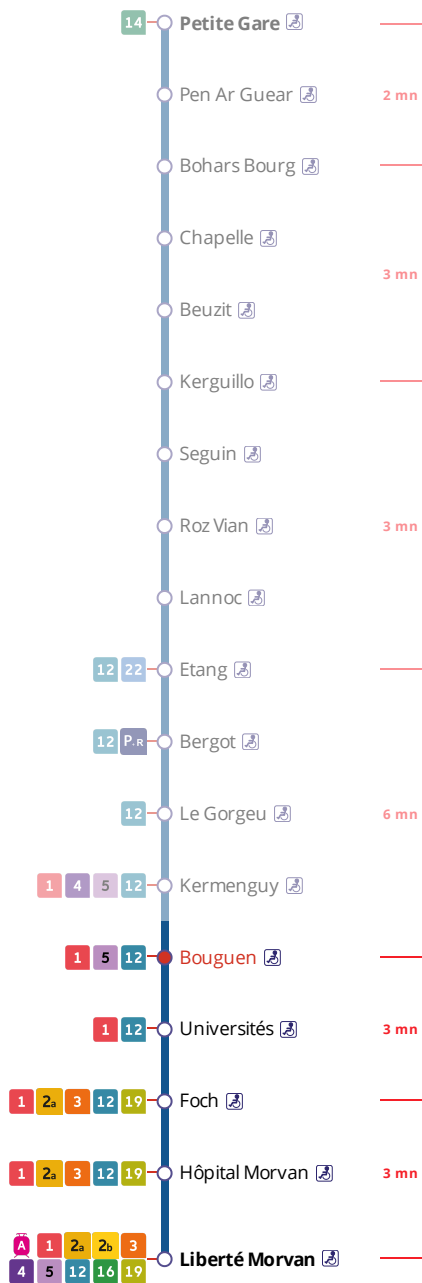 14 Petite Gare
Pen Ar Guear 2 mn
Bohars Bourg
Chapelle
3 mn
Beuzit
Kerguillo
Seguin
Roz Vian 3 mn
Lannoc
12 22 Etang
12 P+R Bergot
12 Le Gorgeu 6 mn
1 4 5 12 Kermenguy
1 5 12 Bouguen
1 12 Universités 3 mn
1 2a 3 12 19 Foch
1 2a 3 12 19 Hôpital Morvan 3 mn
A 1 2a 2b 3
4 5 12 16 19 Liberté Morvan